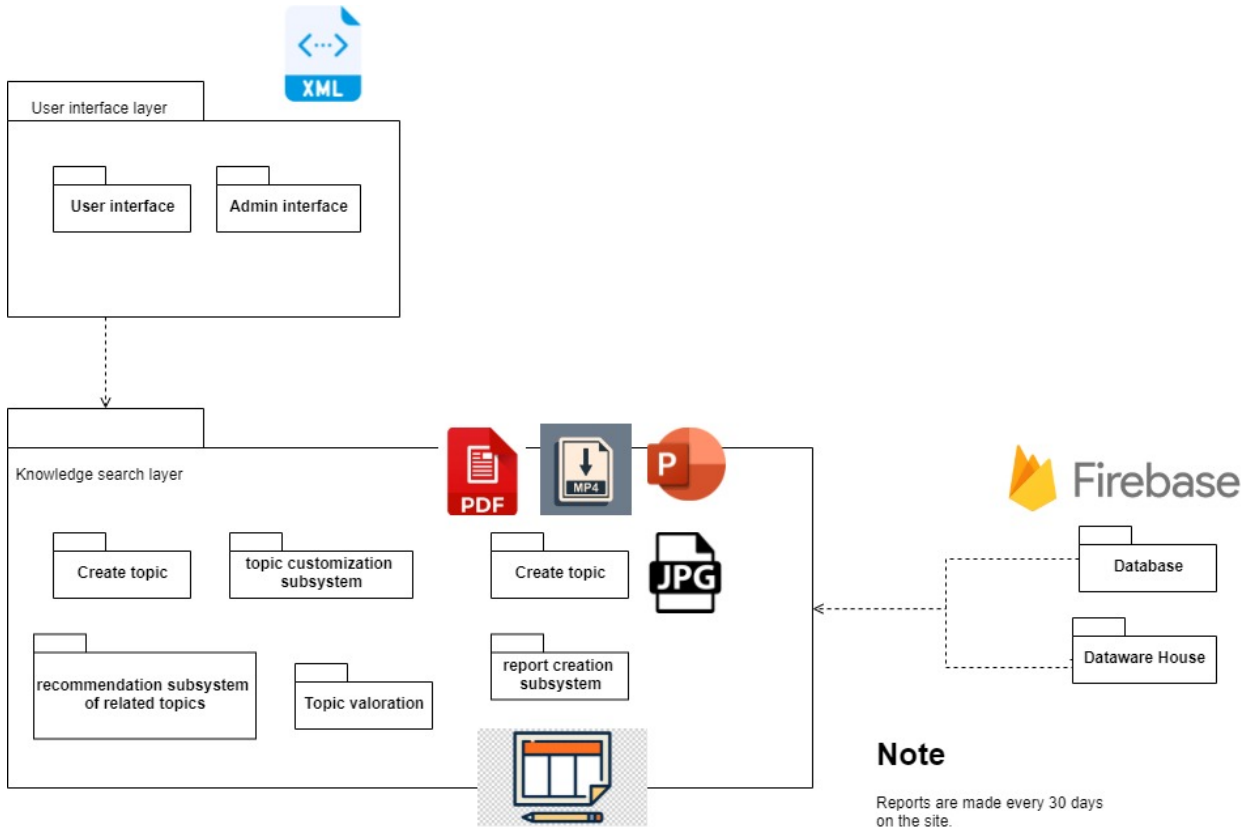 XML
User interface layer
User interface
Admin interface
Knowledge search layer
PDF
MP4
P
Firebase
Create topic
topic customization
subsystem
Create topic
JPG
Database
recommendation subsystem
of related topics
Topic valoration
report creation
subsystem
Dataware House
Note
Reports are made every 30 days
on the site.